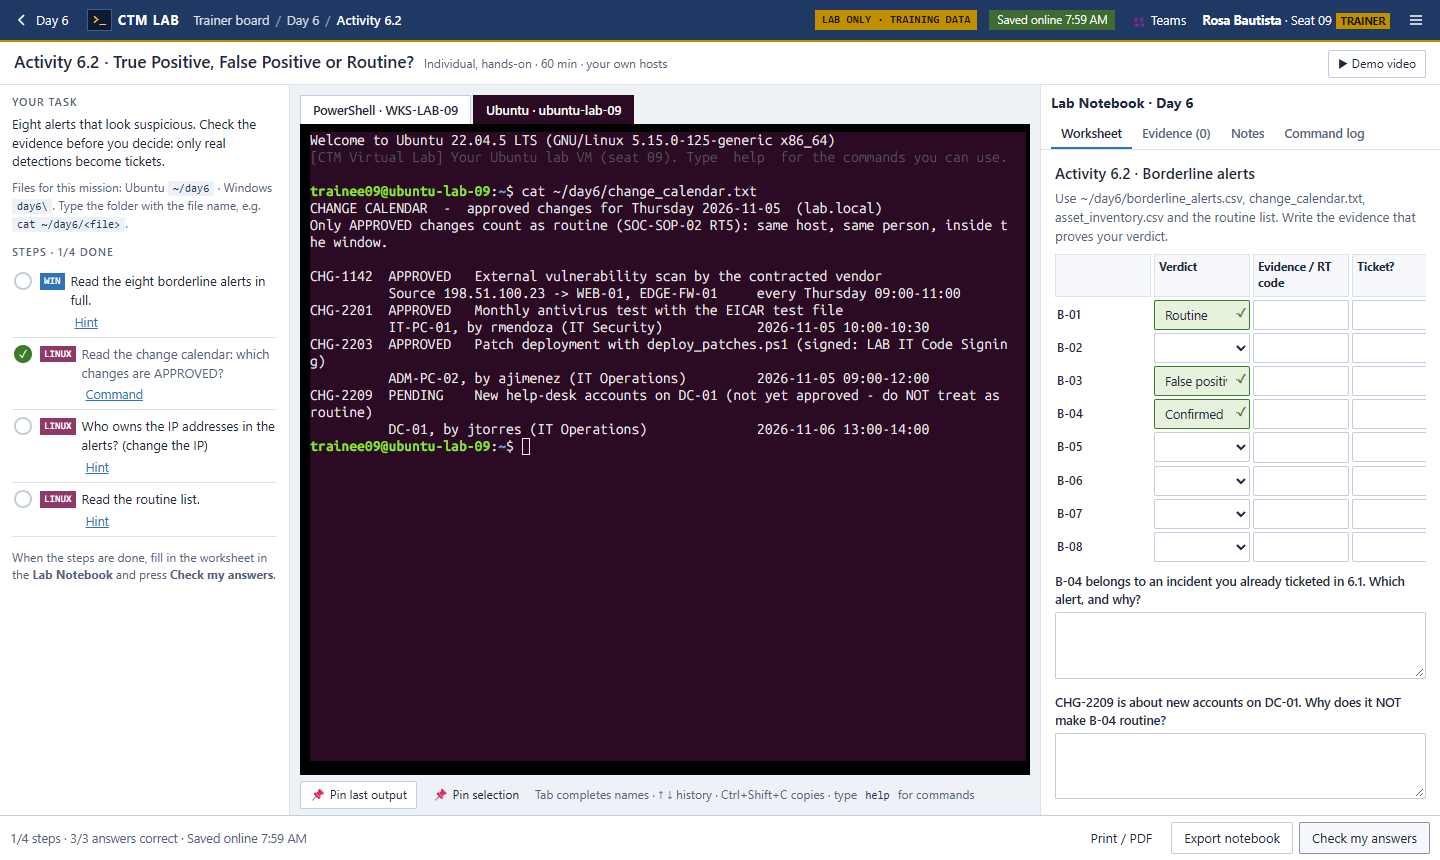 Day 6
>_ CTM LAB
Trainer board / Day 6 / Activity 6.2
LAB ONLY · TRAINING DATA
Saved online 7:59 AM
Teams
Rosa Bautista · Seat 09 TRAINER
Activity 6.2 · True Positive, False Positive or Routine?
Individual, hands-on · 60 min · your own hosts
Demo video
YOUR TASK
Eight alerts that look suspicious. Check the
evidence before you decide: only real
detections become tickets.
Files for this mission: Ubuntu ~/day6 · Windows
day6\ . Type the folder with the file name, e.g.
cat ~/day6/<file> .
STEPS · 1/4 DONE
WIN Read the eight borderline alerts in
full.
Hint
LINUX Read the change calendar: which
changes are APPROVED?
Command
LINUX Who owns the IP addresses in the
alerts? (change the IP)
Hint
LINUX Read the routine list.
Hint
When the steps are done, fill in the worksheet in
the Lab Notebook and press Check my answers.
PowerShell · WKS-LAB-09
Ubuntu · ubuntu-lab-09
Welcome to Ubuntu 22.04.5 LTS (GNU/Linux 5.15.0-125-generic x86_64)
[CTM Virtual Lab] Your Ubuntu lab VM (seat 09). Type help for the commands you can use.
trainee09@ubuntu-lab-09:~$ cat ~/day6/change_calendar.txt
CHANGE CALENDAR - approved changes for Thursday 2026-11-05 (lab.local)
Only APPROVED changes count as routine (SOC-SOP-02 RT5): same host, same person, inside t
he window.
CHG-1142 APPROVED External vulnerability scan by the contracted vendor
Source 198.51.100.23 -> WEB-01, EDGE-FW-01 every Thursday 09:00-11:00
CHG-2201 APPROVED Monthly antivirus test with the EICAR test file
IT-PC-01, by rmendoza (IT Security) 2026-11-05 10:00-10:30
CHG-2203 APPROVED Patch deployment with deploy_patches.ps1 (signed: LAB IT Code Signin
g)
ADM-PC-02, by ajimenez (IT Operations) 2026-11-05 09:00-12:00
CHG-2209 PENDING New help-desk accounts on DC-01 (not yet approved - do NOT treat as
routine)
DC-01, by jtorres (IT Operations) 2026-11-06 13:00-14:00
trainee09@ubuntu-lab-09:~$
Pin last output
Pin selection
Tab completes names · ↑↓ history · Ctrl+Shift+C copies · type help for commands
Lab Notebook · Day 6
Worksheet
Evidence (0)
Notes
Command log
Activity 6.2 · Borderline alerts
Use ~/day6/borderline_alerts.csv, change_calendar.txt,
asset_inventory.csv and the routine list. Write the evidence that
proves your verdict.
Verdict
Evidence / RT
code
Ticket?
B-01 Routine
B-02
B-03 False positi
B-04 Confirmed
B-05
B-06
B-07
B-08
B-04 belongs to an incident you already ticketed in 6.1. Which
alert, and why?
CHG-2209 is about new accounts on DC-01. Why does it NOT
make B-04 routine?
1/4 steps · 3/3 answers correct · Saved online 7:59 AM
Print / PDF
Export notebook
Check my answers